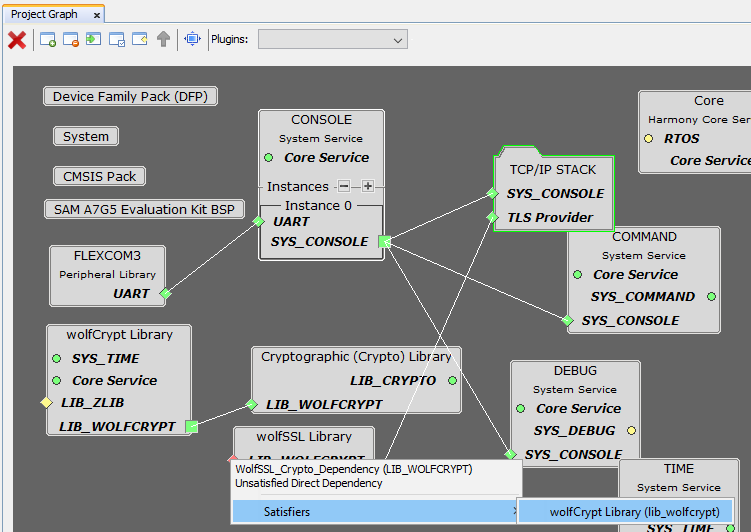 Project Graph
Plugins:
Device Family Pack (DFP)
System
CMSIS Pack
SAM A7G5 Evaluation Kit BSP
FLEXCOM3
Peripheral Library
UART
CONSOLE
System Service
Core Service
Instances
Instance 0
UART
SYS_CONSOLE
TCP/IP STACK
SYS_CONSOLE
TLS Provider
Core
Harmony Core Ser
RTOS
Core Service
COMMAND
System Service
Core Service
SYS_COMMAND
SYS_CONSOLE
wolfCrypt Library
SYS_TIME
Core Service
LIB_ZLIB
LIB_WOLFCRYPT
Cryptographic (Crypto) Library
LIB_CRYPTO
LIB_WOLFCRYPT
DEBUG
System Service
Core Service
SYS_DEBUG
SYS_CONSOLE
wolfSSL Library
LIB_WOLFCRYPT
WolfSSL_Crypto_Dependency (LIB_WOLFCRYPT)
Unsatisfied Direct Dependency
Satisfiers
wolfCrypt Library (lib_wolfcrypt)
TIME
System Service
SYS_TIME